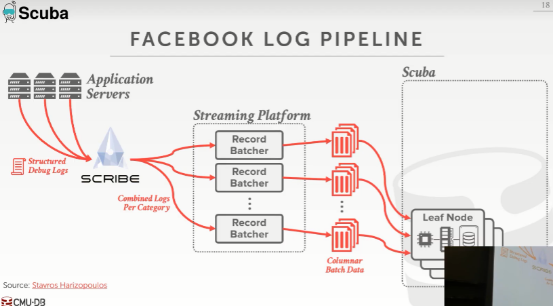 Scuba
18
FACEBOOK LOG PIPELINE
Application
Servers
Scuba
Streaming Platform
Record
Batcher
Structured
Debug Logs
SCRIBE
Record
Batcher
Combined Logs
Per Category
Record
Batcher
Leaf Node
Columnar
Batch Data
Source: Stavros Harizopoulos
CMU·DB